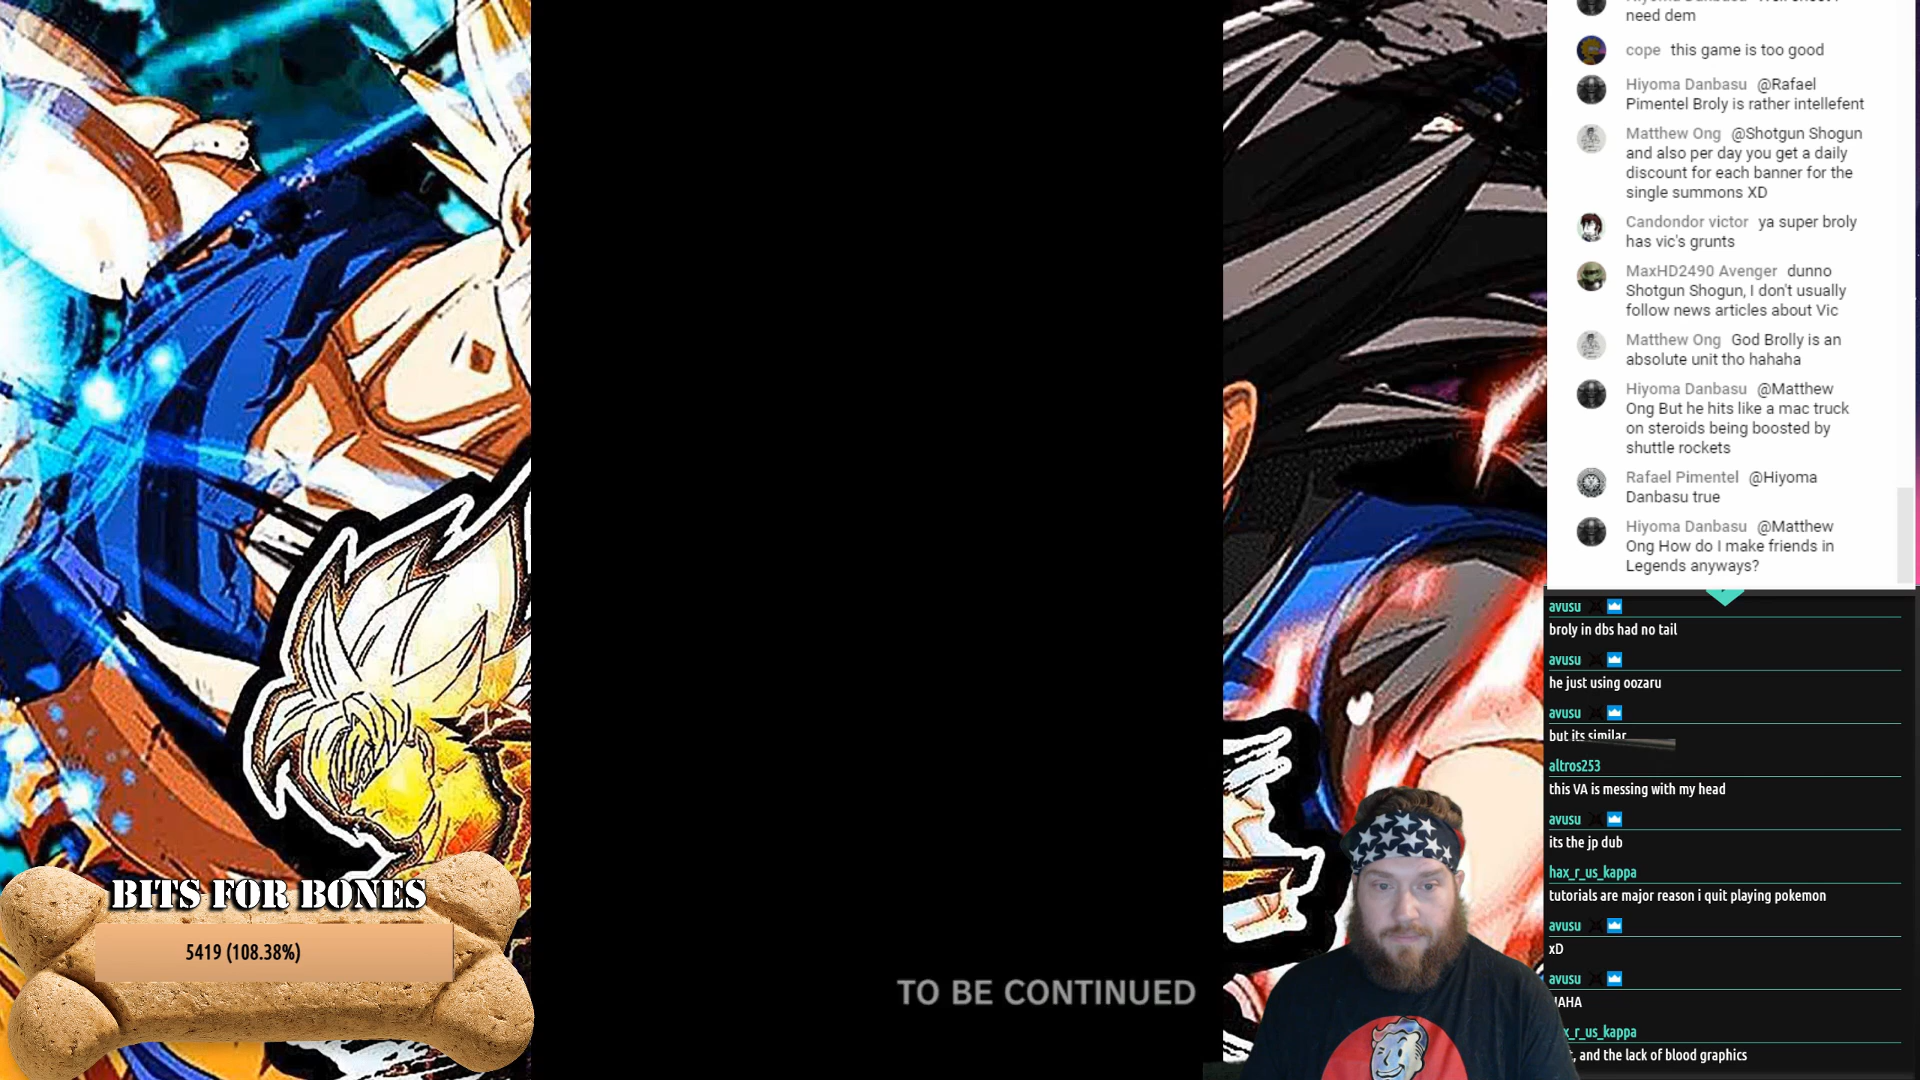 need dem
cope this game is too good
Hiyoma Danbasu @Rafael
Pimentel Broly is rather intellefent
Matthew Ong @Shotgun Shogun
and also per day you get a daily
discount for each banner for the
single summons XD
Candondor victor ya super broly
has vic's grunts
MaxHD2490 Avenger dunno
Shotgun Shogun, I don't usually
follow news articles about Vic
Matthew Ong God Brolly is an
absolute unit tho hahaha
Hiyoma Danbasu @Matthew
Ong But he hits like a mac truck
on steroids being boosted by
shuttle rockets
Rafael Pimentel @Hiyoma
Danbasu true
Hiyoma Danbasu @Matthew
Ong How do I make friends in
Legends anyways?
avusu
broly in dbs had no tail
avusu
he just using oozaru
avusu
but its similar
altros253
this VA is messing with my head
avusu
its the jp dub
hax_r_us_kappa
tutorials are major reason i quit playing pokemon
avusu
xD
avusu
x_r_us_kappa
, and the lack of blood graphics
BITS FOR BONES
5419 (108.38%)
TO BE CONTINUED